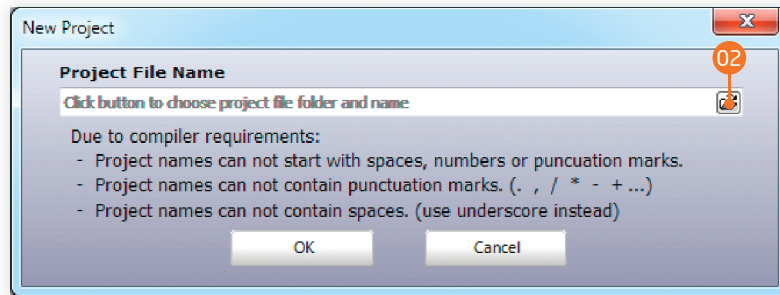 New Project
x
02
Project File Name
Click button to choose project file folder and name
Due to compiler requirements:
- Project names can not start with spaces, numbers or puncuation marks.
- Project names can not contain punctuation marks. (. , / * - + ...)
- Project names can not contain spaces. (use underscore instead)
OK Cancel